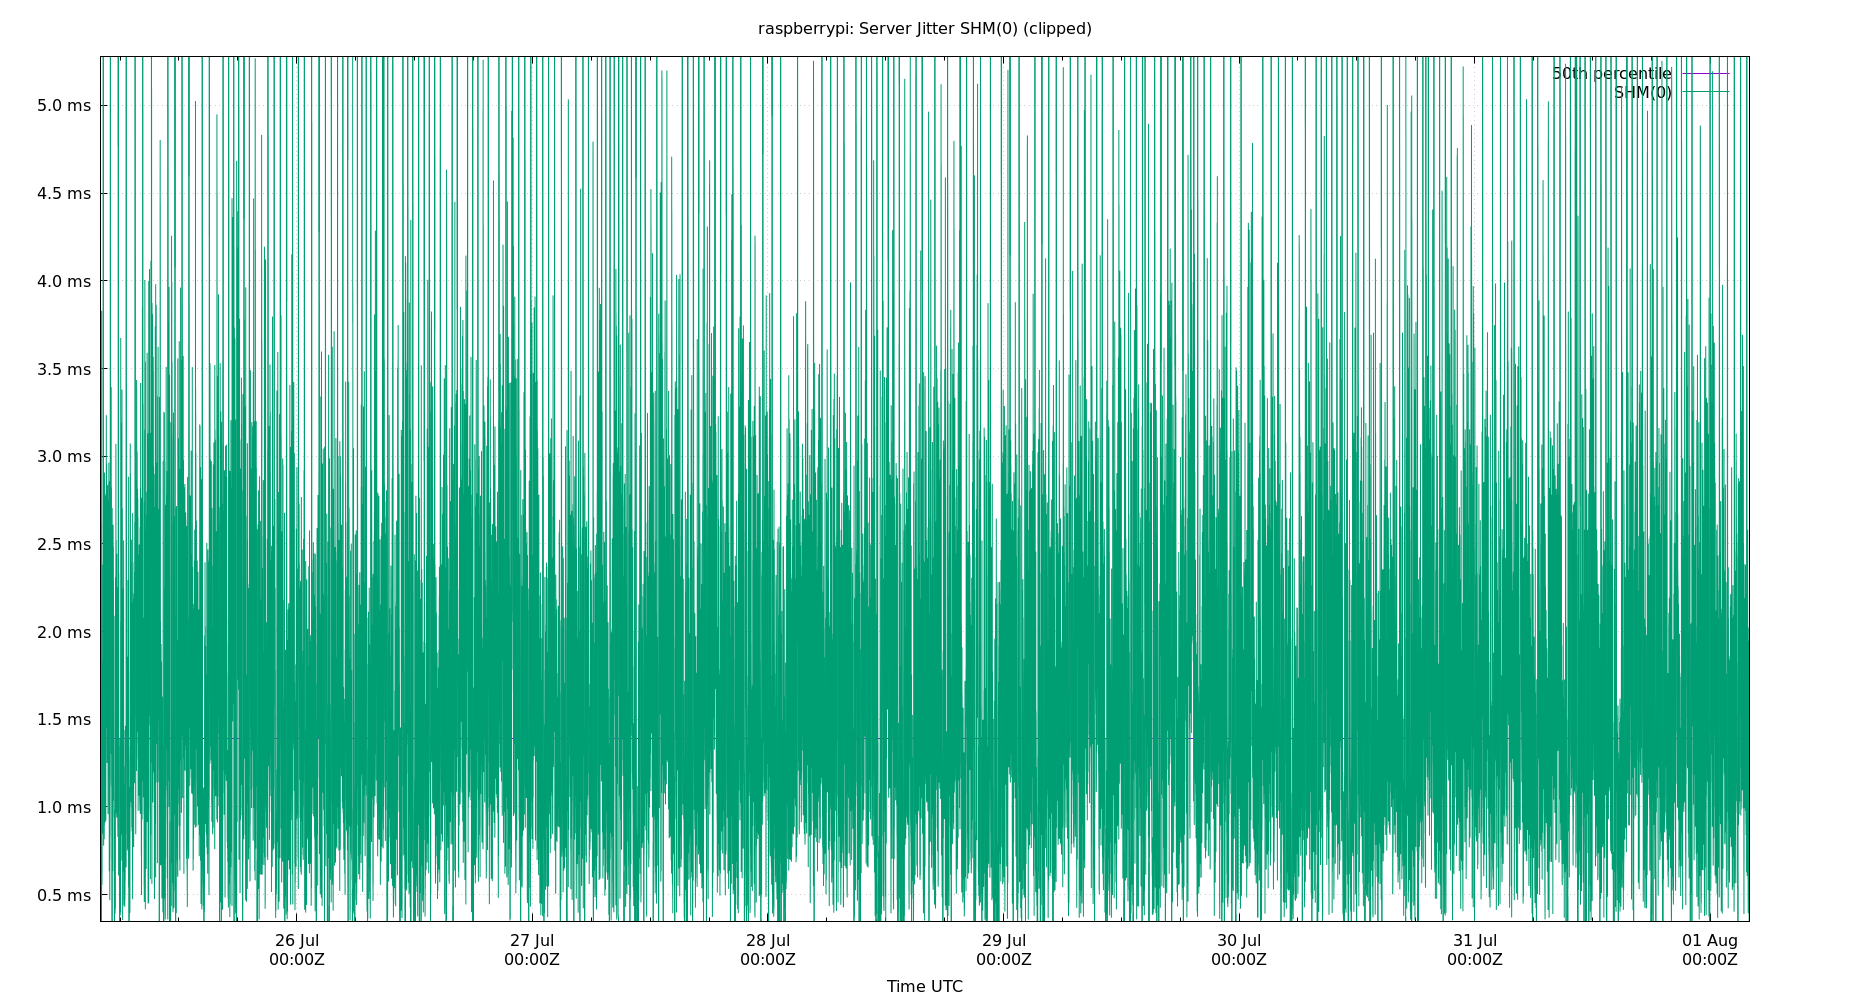 raspberrypi: Server Jitter SHM(0) (clipped)
50th percentile
SHM(0)
5.0 ms
4.5 ms
4.0 ms
3.5 ms
3.0 ms
2.5 ms
2.0 ms
1.5 ms
1.0 ms
0.5 ms
26 Jul 27 Jul 28 Jul 29 Jul 30 Jul 31 Jul 01 Aug
00:00Z 00:00Z 00:00Z 00:00Z 00:00Z 00:00Z 00:00Z
Time UTC